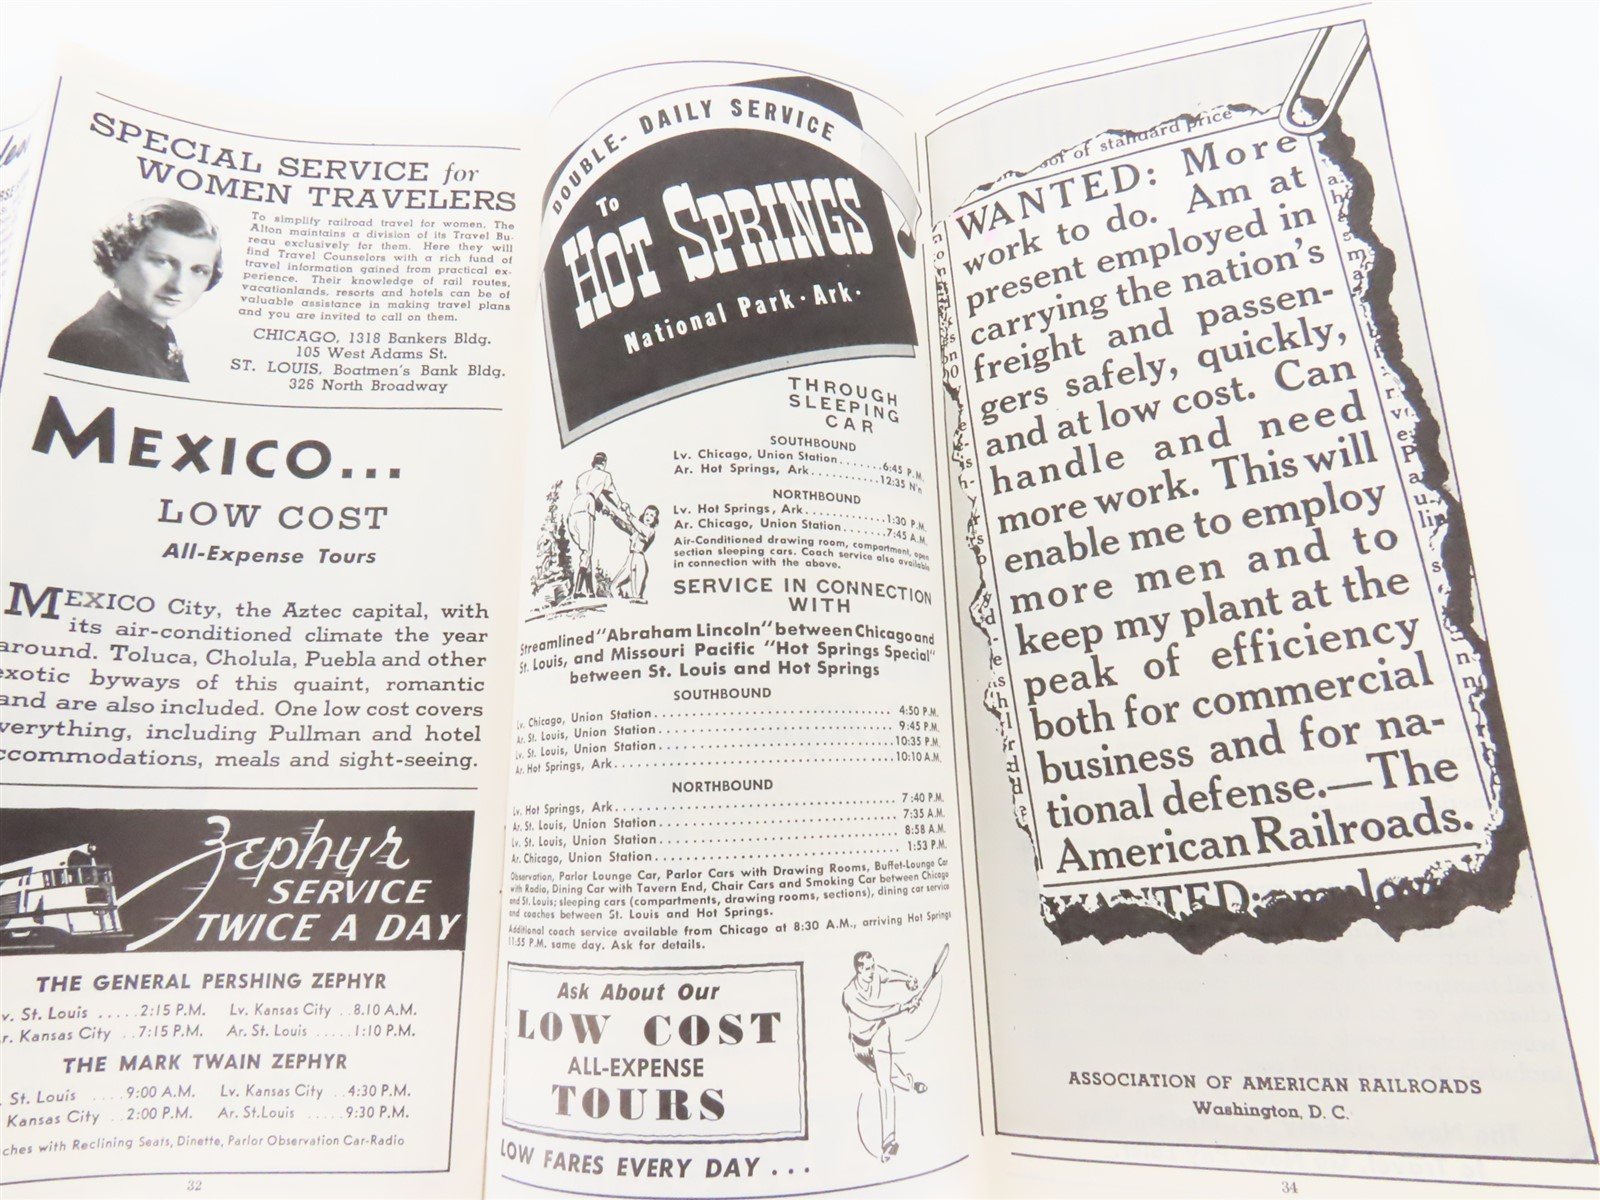 SPECIAL SERVICE for
WOMEN TRAVELERS
To simplify railroad travel for women, The
Alton maintains a division of its Travel Bu-
reau exclusively for them. Here they will
find Travel Counselors with a rich fund of
travel information gained from practical ex-
perience. Their knowledge of rail routes,
vacationlands, resorts and hotels can be of
valuable assistance in making travel plans
and you are invited to call on them.
CHICAGO, 1318 Bankers Bldg.
105 West Adams St.
ST. LOUIS, Boatmen's Bank Bldg.
326 North Broadway
MEXICO...
LOW COST
All-Expense Tours
MEXICO City, the Aztec capital, with
its air-conditioned climate the year
around. Toluca, Cholula, Puebla and other
exotic byways of this quaint, romantic
and are also included. One low cost covers
verything, including Pullman and hotel
ccommodations, meals and sight-seeing.
Zephyr
SERVICE
TWICE A DAY
THE GENERAL PERSHING ZEPHYR
v. St. Louis .....2:15 P.M. Lv. Kansas City ..8.10 A.M.
r. Kansas City ..7:15 P.M. Ar. St. Louis ....1:10 P.M.
THE MARK TWAIN ZEPHYR
St. Louis ....9:00 A.M. Lv. Kansas City ..4:30 P.M.
Kansas City ..2:00 P.M. Ar. St.Louis .....9:30 P.M.
ches with Reclining Seats, Dinette, Parlor Observation Car-Radio
32
DOUBLE-DAILY SERVICE
To
HOT SPRINGS
National Park·Ark.
THROUGH
SLEEPING
CAR
SOUTHBOUND
Lv. Chicago, Union Station.......6:45 P.M.
Ar. Hot Springs, Ark..........12:35 N'n
NORTHBOUND
Lv. Hot Springs, Ark...........1:30 P.M.
Ar. Chicago, Union Station......7:45 A.M.
Air-Conditioned drawing room, compartment, open
section sleeping cars. Coach service also available
in connection with the above.
SERVICE IN CONNECTION
WITH
Streamlined "Abraham Lincoln" between Chicago and
St. Louis, and Missouri Pacific "Hot Springs Special"
between St. Louis and Hot Springs
SOUTHBOUND
Lv. Chicago, Union Station.......................... 4:50 P.M.
Ar. St. Louis, Union Station.......................... 9:45 P.M.
Lv. St. Louis, Union Station..........................10:35 P.M.
Ar. Hot Springs, Ark................................10:10 A.M.
NORTHBOUND
Lv. Hot Springs, Ark................................ 7:40 P.M.
Ar. St. Louis, Union Station.......................... 7:35 A.M.
Lv. St. Louis, Union Station.......................... 8:58 A.M.
Ar. Chicago, Union Station.......................... 1:53 P.M.
Observation, Parlor Lounge Car, Parlor Cars with Drawing Rooms, Buffet-Lounge Car
with Radio, Dining Car with Tavern End, Chair Cars and Smoking Car between Chicago
and St. Louis; sleeping cars (compartments, drawing rooms, sections), dining car service
and coaches between St. Louis and Hot Springs.
Additional coach service available from Chicago at 8:30 A.M., arriving Hot Springs
11:55 P.M. same day. Ask for details.
Ask About Our
LOW COST
ALL-EXPENSE
TOURS
LOW FARES EVERY DAY...
of standard price
WANTED: More
work to do. Am at
present employed in
carrying the nation's
freight and passen-
gers safely, quickly,
and at low cost. Can
handle and need
more work. This will
enable me to employ
more men and to
keep my plant at the
peak of efficiency
both for commercial
business and for na-
tional defense.—The
American Railroads.
WANTED:
ASSOCIATION OF AMERICAN RAILROADS
Washington, D. C.
34